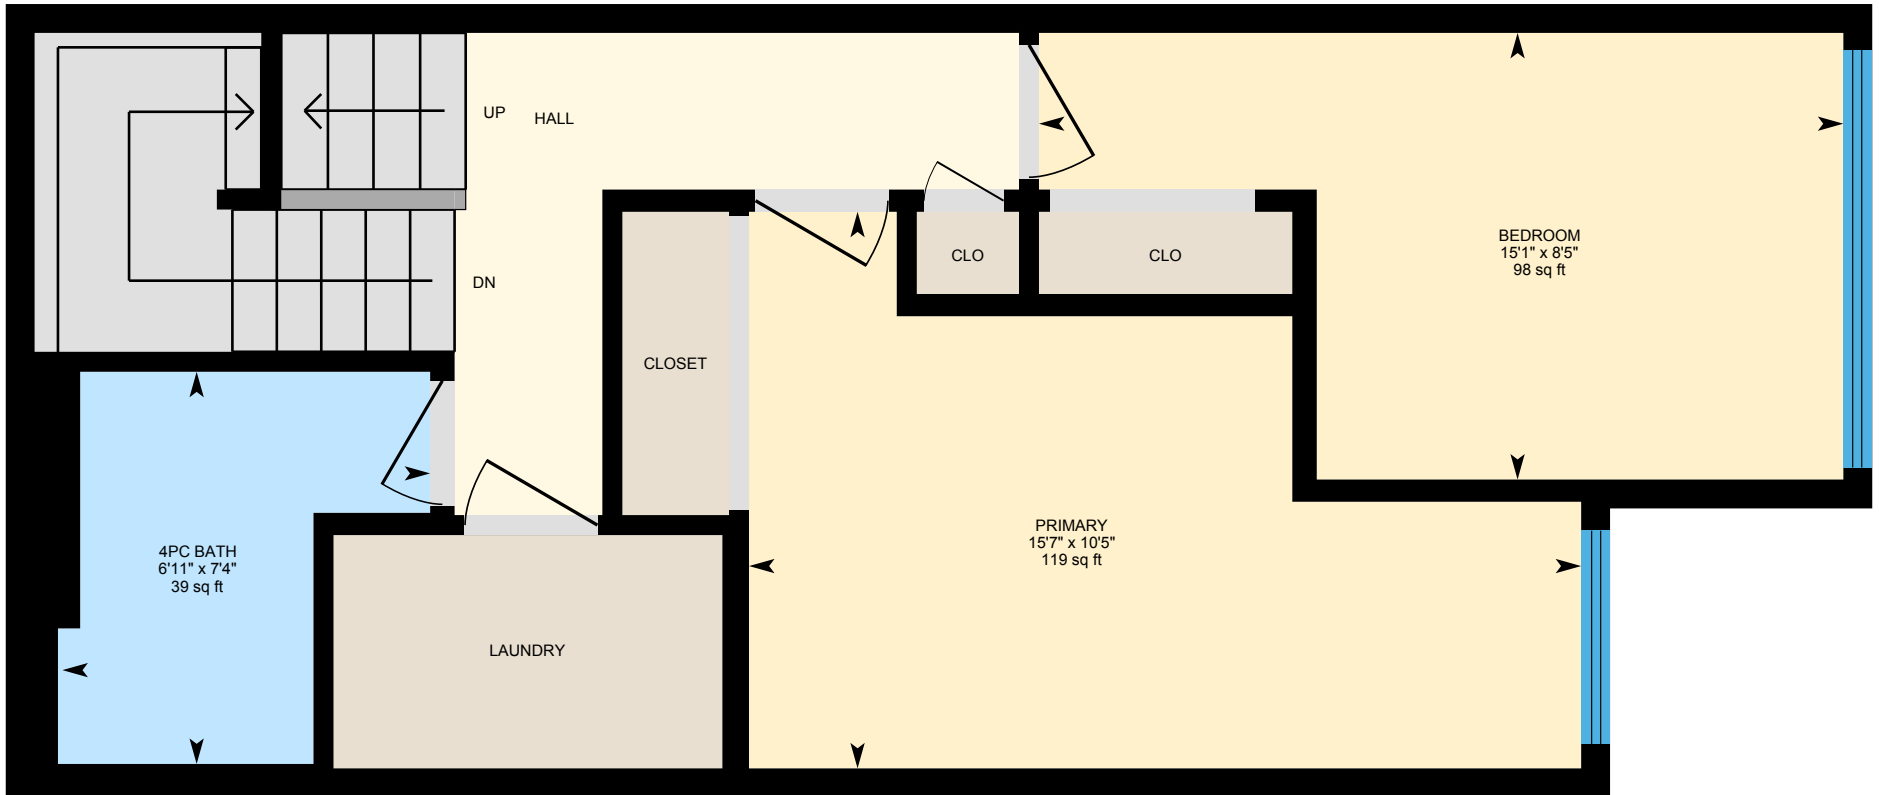 UP
HALL
DN
CLOSET
CLO
CLO
BEDROOM
15'1" x 8'5"
98 sq ft
PRIMARY
15'7" x 10'5"
119 sq ft
4PC BATH
6'11" x 7'4"
39 sq ft
LAUNDRY